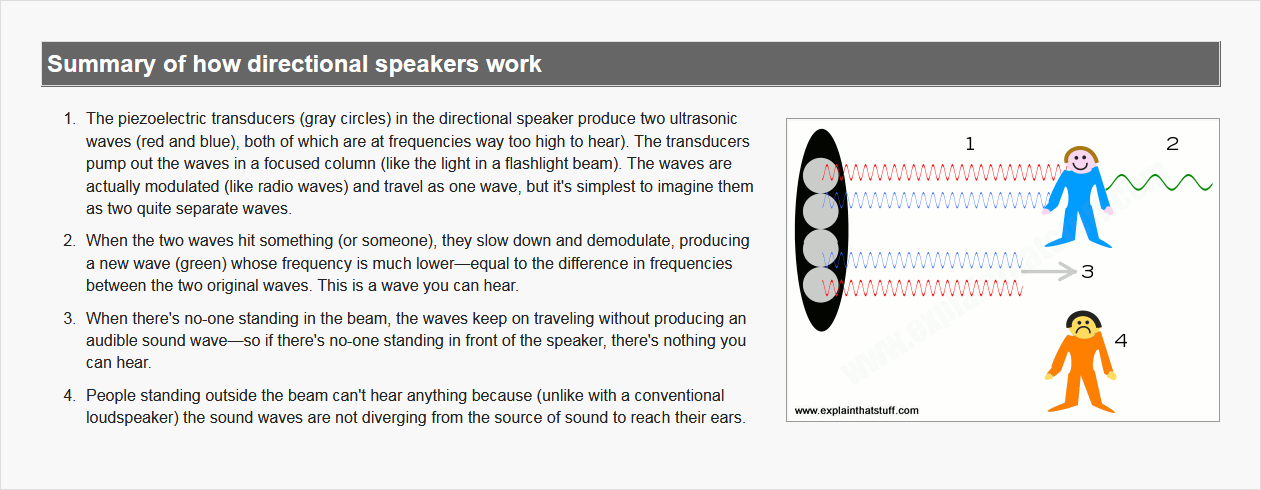 Summary of how directional speakers work
1. The piezoelectric transducers (gray circles) in the directional speaker produce two ultrasonic
waves (red and blue), both of which are at frequencies way too high to hear). The transducers
pump out the waves in a focused column (like the light in a flashlight beam). The waves are
actually modulated (like radio waves) and travel as one wave, but it's simplest to imagine them
as two quite separate waves.
2. When the two waves hit something (or someone), they slow down and demodulate, producing
a new wave (green) whose frequency is much lower—equal to the difference in frequencies
between the two original waves. This is a wave you can hear.
3. When there's no-one standing in the beam, the waves keep on traveling without producing an
audible sound wave—so if there's no-one standing in front of the speaker, there's nothing you
can hear.
4. People standing outside the beam can't hear anything because (unlike with a conventional
loudspeaker) the sound waves are not diverging from the source of sound to reach their ears.
1
2
3
4
www.explainthatstuff.com